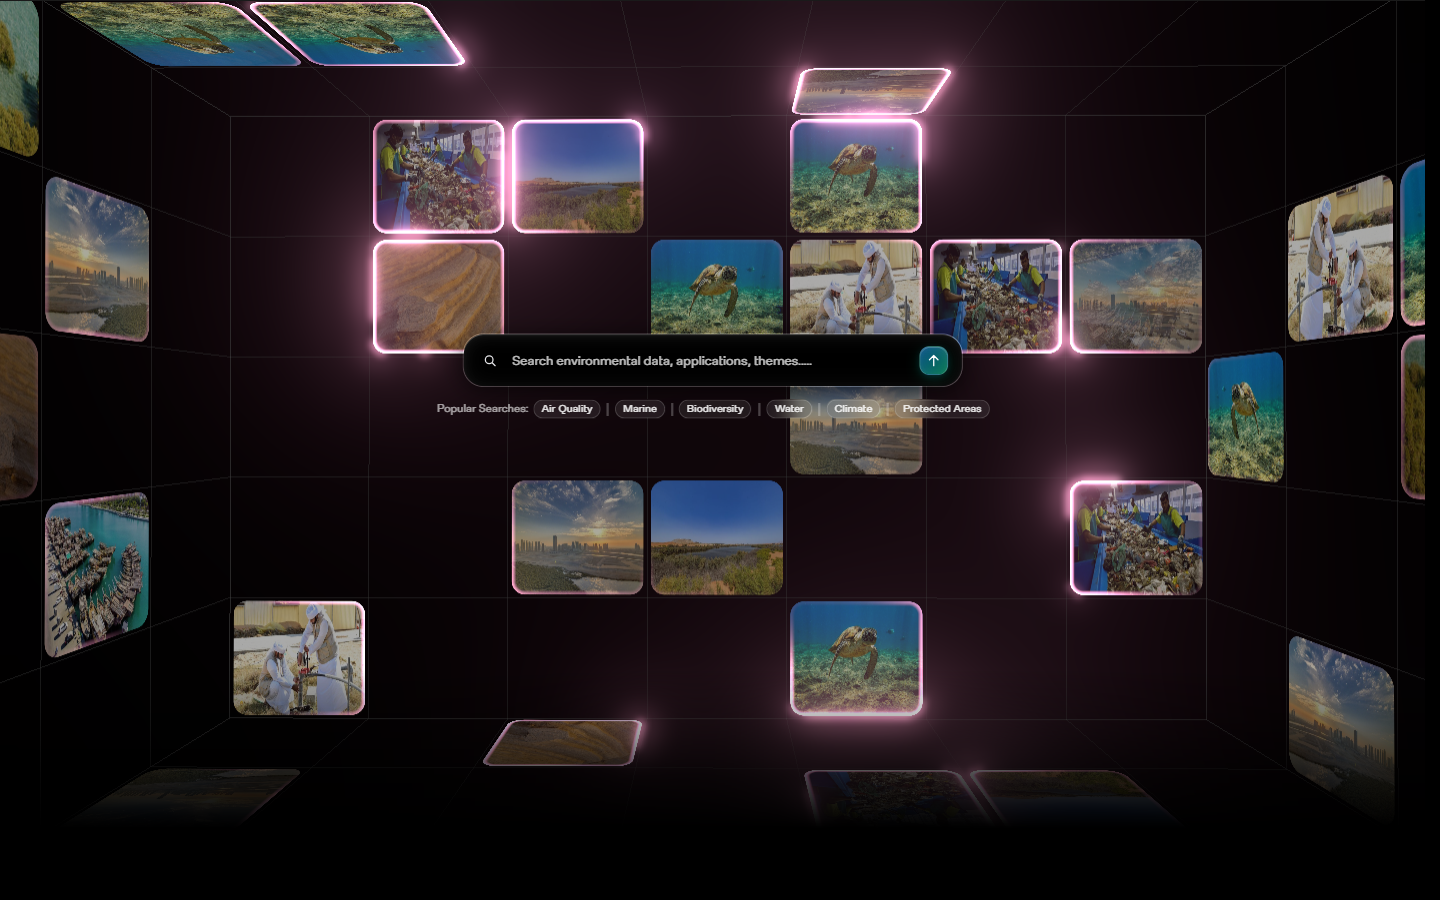 Search environmental data, applications, themes.....
Popular Searches: Air Quality | Marine | Biodiversity | Water | Climate | Protected Areas